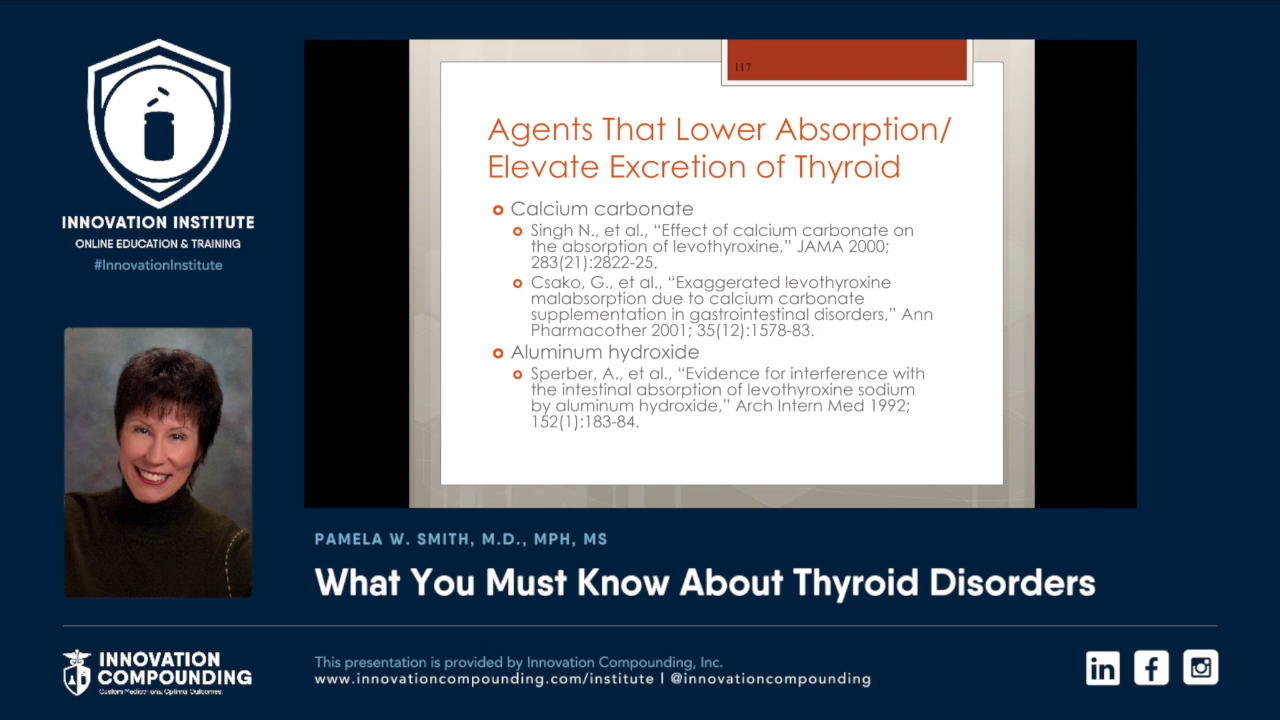 INNOVATION INSTITUTE
ONLINE EDUCATION & TRAINING
#InnovationInstitute
117
Agents That Lower Absorption/
Elevate Excretion of Thyroid
Calcium carbonate
Singh N., et al., “Effect of calcium carbonate on
the absorption of levothyroxine,” JAMA 2000;
283(21):2822-25.
Csako, G., et al., “Exaggerated levothyroxine
malabsorption due to calcium carbonate
supplementation in gastrointestinal disorders,” Ann
Pharmacother 2001; 35(12):1578-83.
Aluminum hydroxide
Sperber, A., et al., “Evidence for interference with
the intestinal absorption of levothyroxine sodium
by aluminum hydroxide,” Arch Intern Med 1992;
152(1):183-84.
PAMELA W. SMITH, M.D., MPH, MS
What You Must Know About Thyroid Disorders
INNOVATION
COMPOUNDING
Custom Medications. Optimal Outcomes.
This presentation is provided by Innovation Compounding, Inc.
www.innovationcompounding.com/institute | @innovationcompounding
in
f